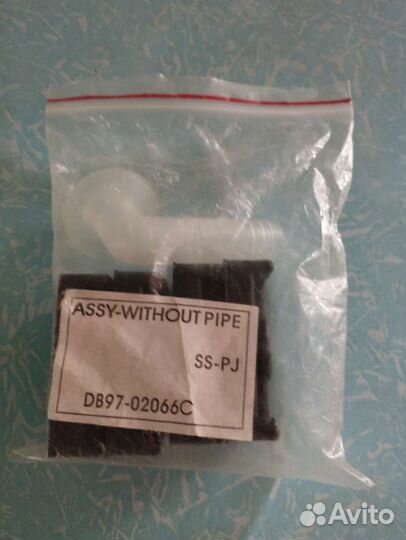 ASSY-WITHOUT PIPE
SS-PJ
DB97-02066C
Avito